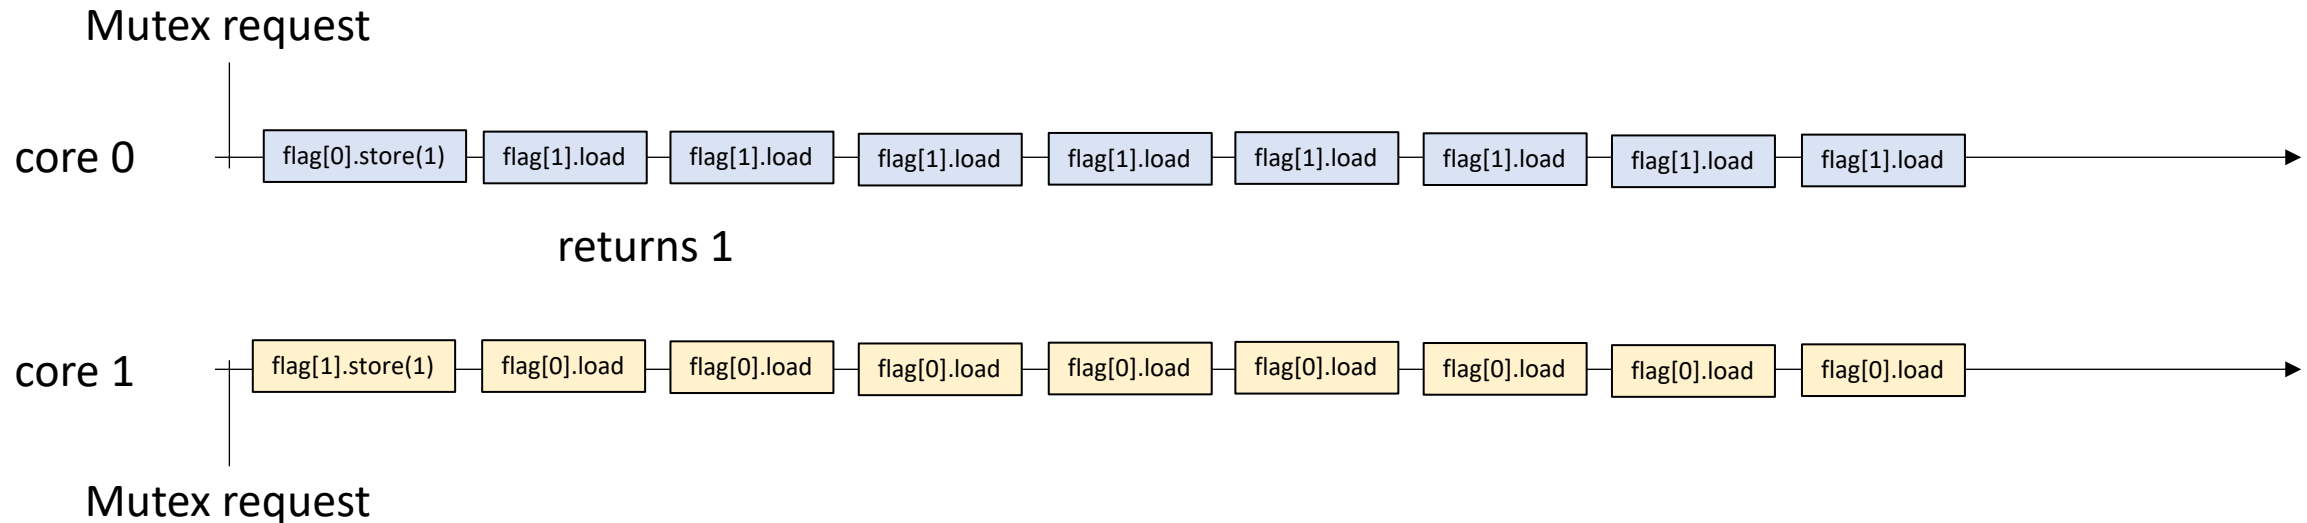 Mutex request
core 0
flag[0].store(1) flag[1].load flag[1].load flag[1].load flag[1].load flag[1].load flag[1].load flag[1].load flag[1].load
returns 1
core 1
flag[1].store(1) flag[0].load flag[0].load flag[0].load flag[0].load flag[0].load flag[0].load flag[0].load flag[0].load
Mutex request